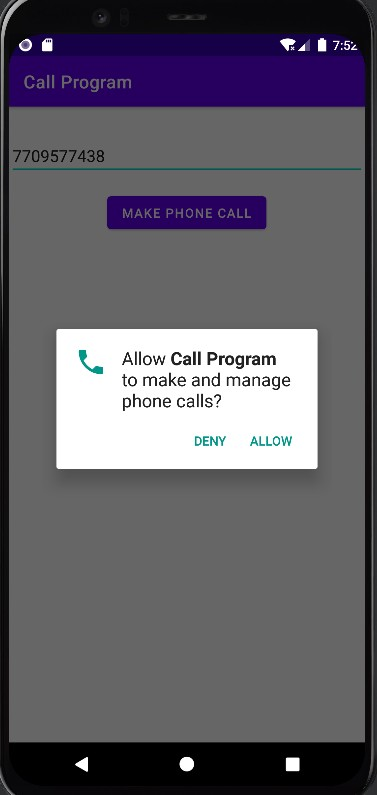 7:52
Call Program
7709577438
MAKE PHONE CALL
Allow Call Program
to make and manage
phone calls?
DENY ALLOW